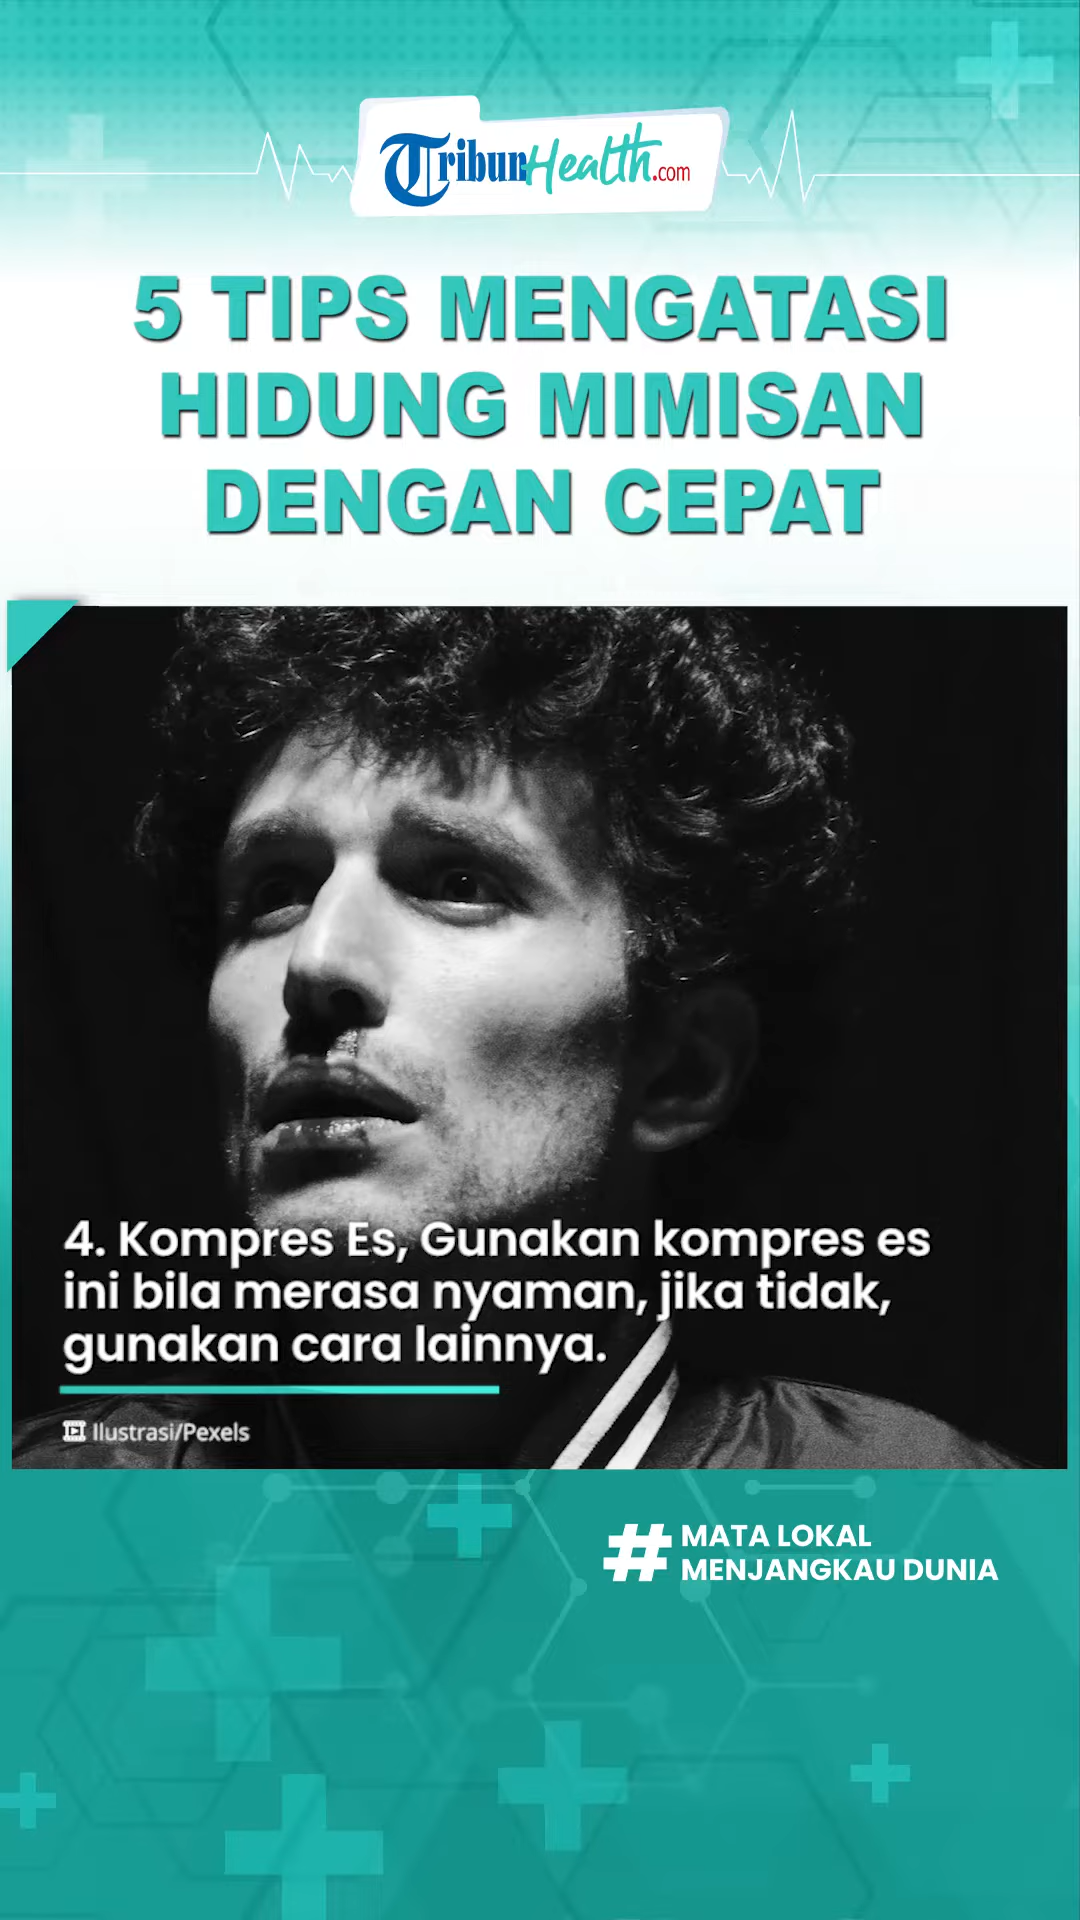 TribunHealth.com
5 TIPS MENGATASI
HIDUNG MIMISAN
DENGAN CEPAT
4. Kompres Es, Gunakan kompres es
ini bila merasa nyaman, jika tidak,
gunakan cara lainnya.
Ilustrasi/Pexels
# MATA LOKAL
MENJANGKAU DUNIA